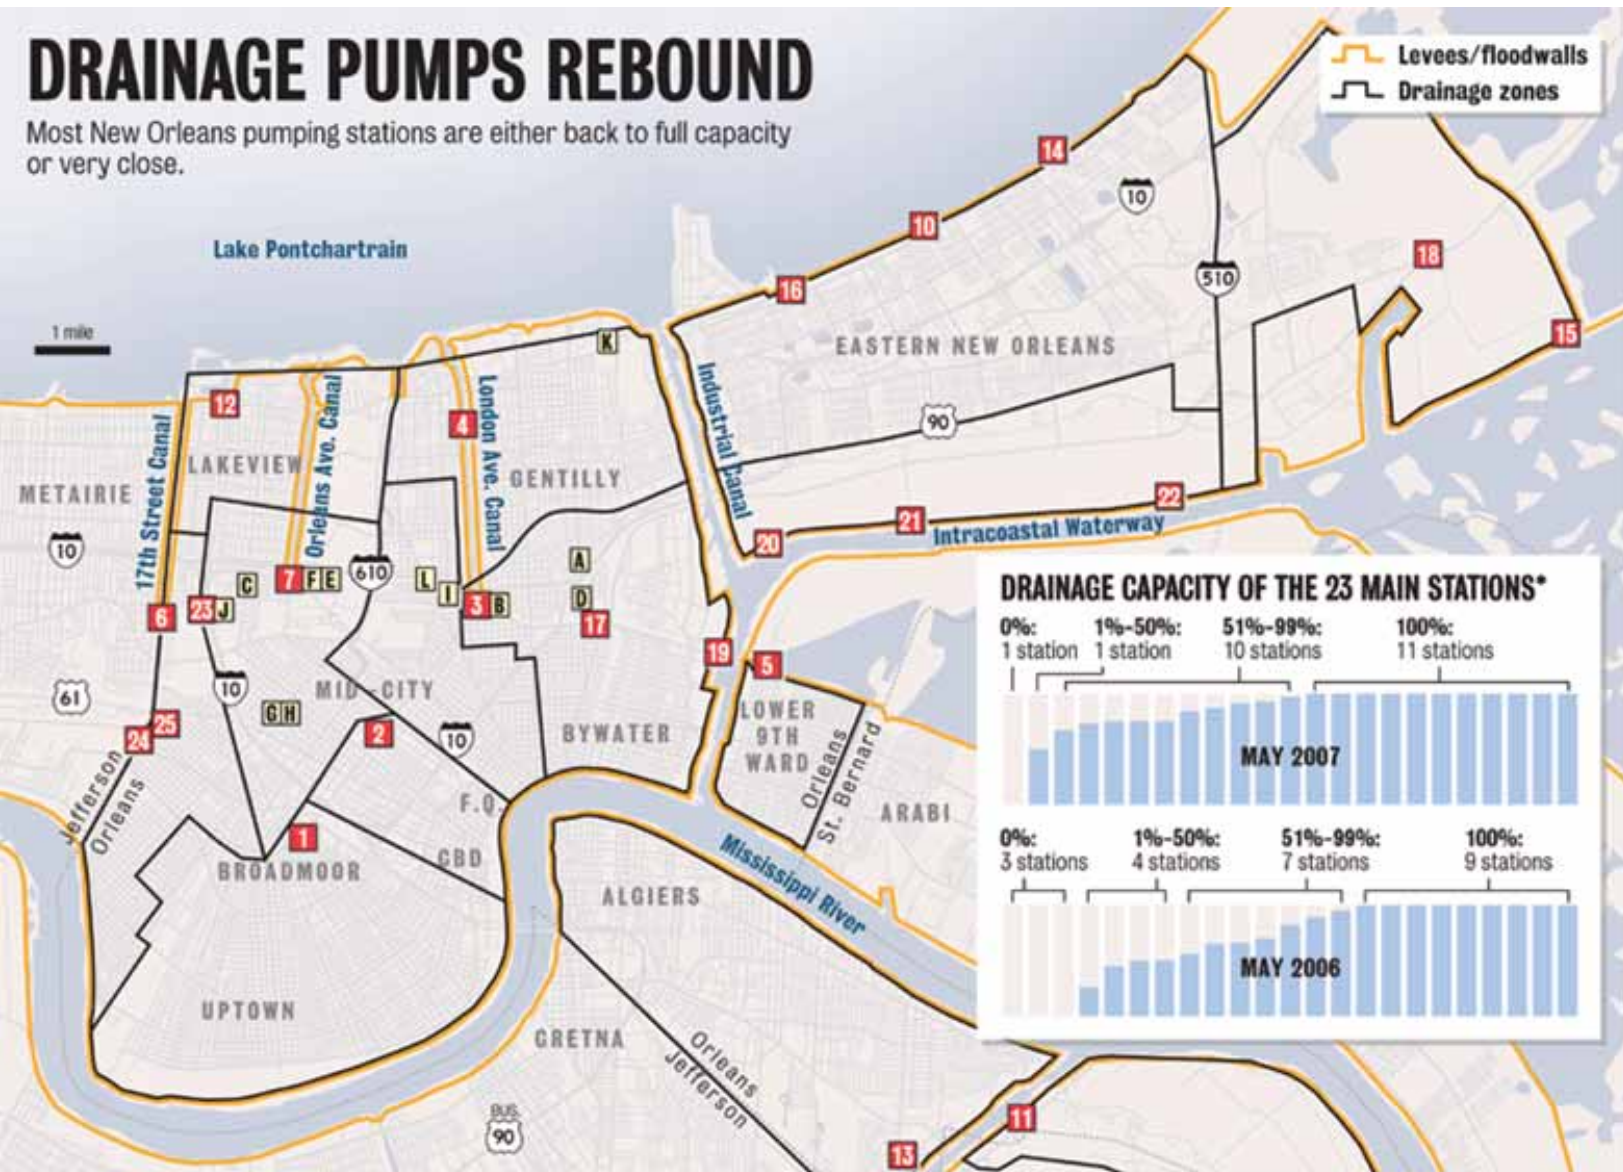 DRAINAGE PUMPS REBOUND
Most New Orleans pumping stations are either back to full capacity
or very close.
Levees/floodwalls
Drainage zones
Lake Pontchartrain
1 mile
14
10
10
18
16
510
15
K
EASTERN NEW ORLEANS
12
4
90
17th Street Canal
Orleans Ave. Canal
London Ave. Canal
Industrial Canal
LAKEVIEW
METAIRIE
GENTILLY
22
21
20
Intracoastal Waterway
10
610
A
C
7
F
E
L
I
3
B
D
17
6
23
J
19
5
61
10
MID-CITY
G
H
25
24
2
10
BYWATER
LOWER
9TH
WARD
Orleans
St. Bernard
ARABI
Jefferson
Orleans
F.Q.
1
BROADMOOR
CBD
ALGIERS
Mississippi River
UPTOWN
GRETNA
Orleans
Jefferson
BUS.
90
11
13
DRAINAGE CAPACITY OF THE 23 MAIN STATIONS*
0%: 1%-50%: 51%-99%: 100%:
1 station 1 station 10 stations 11 stations
MAY 2007
0%: 1%-50%: 51%-99%: 100%:
3 stations 4 stations 7 stations 9 stations
MAY 2006